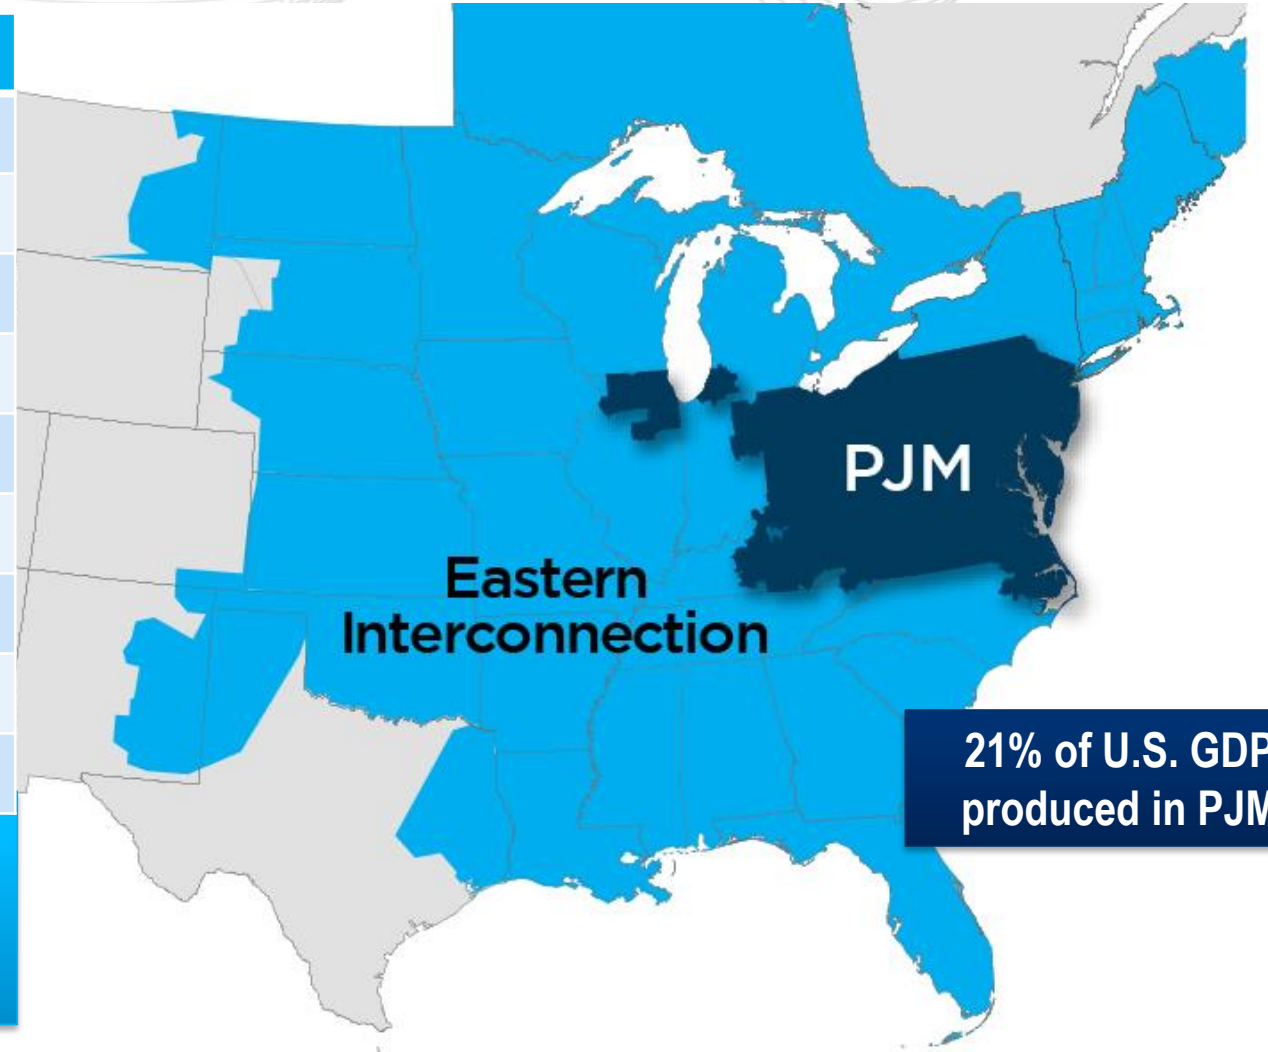 PJM
Eastern
Interconnection
21% of U.S. GDP
produced in PJM